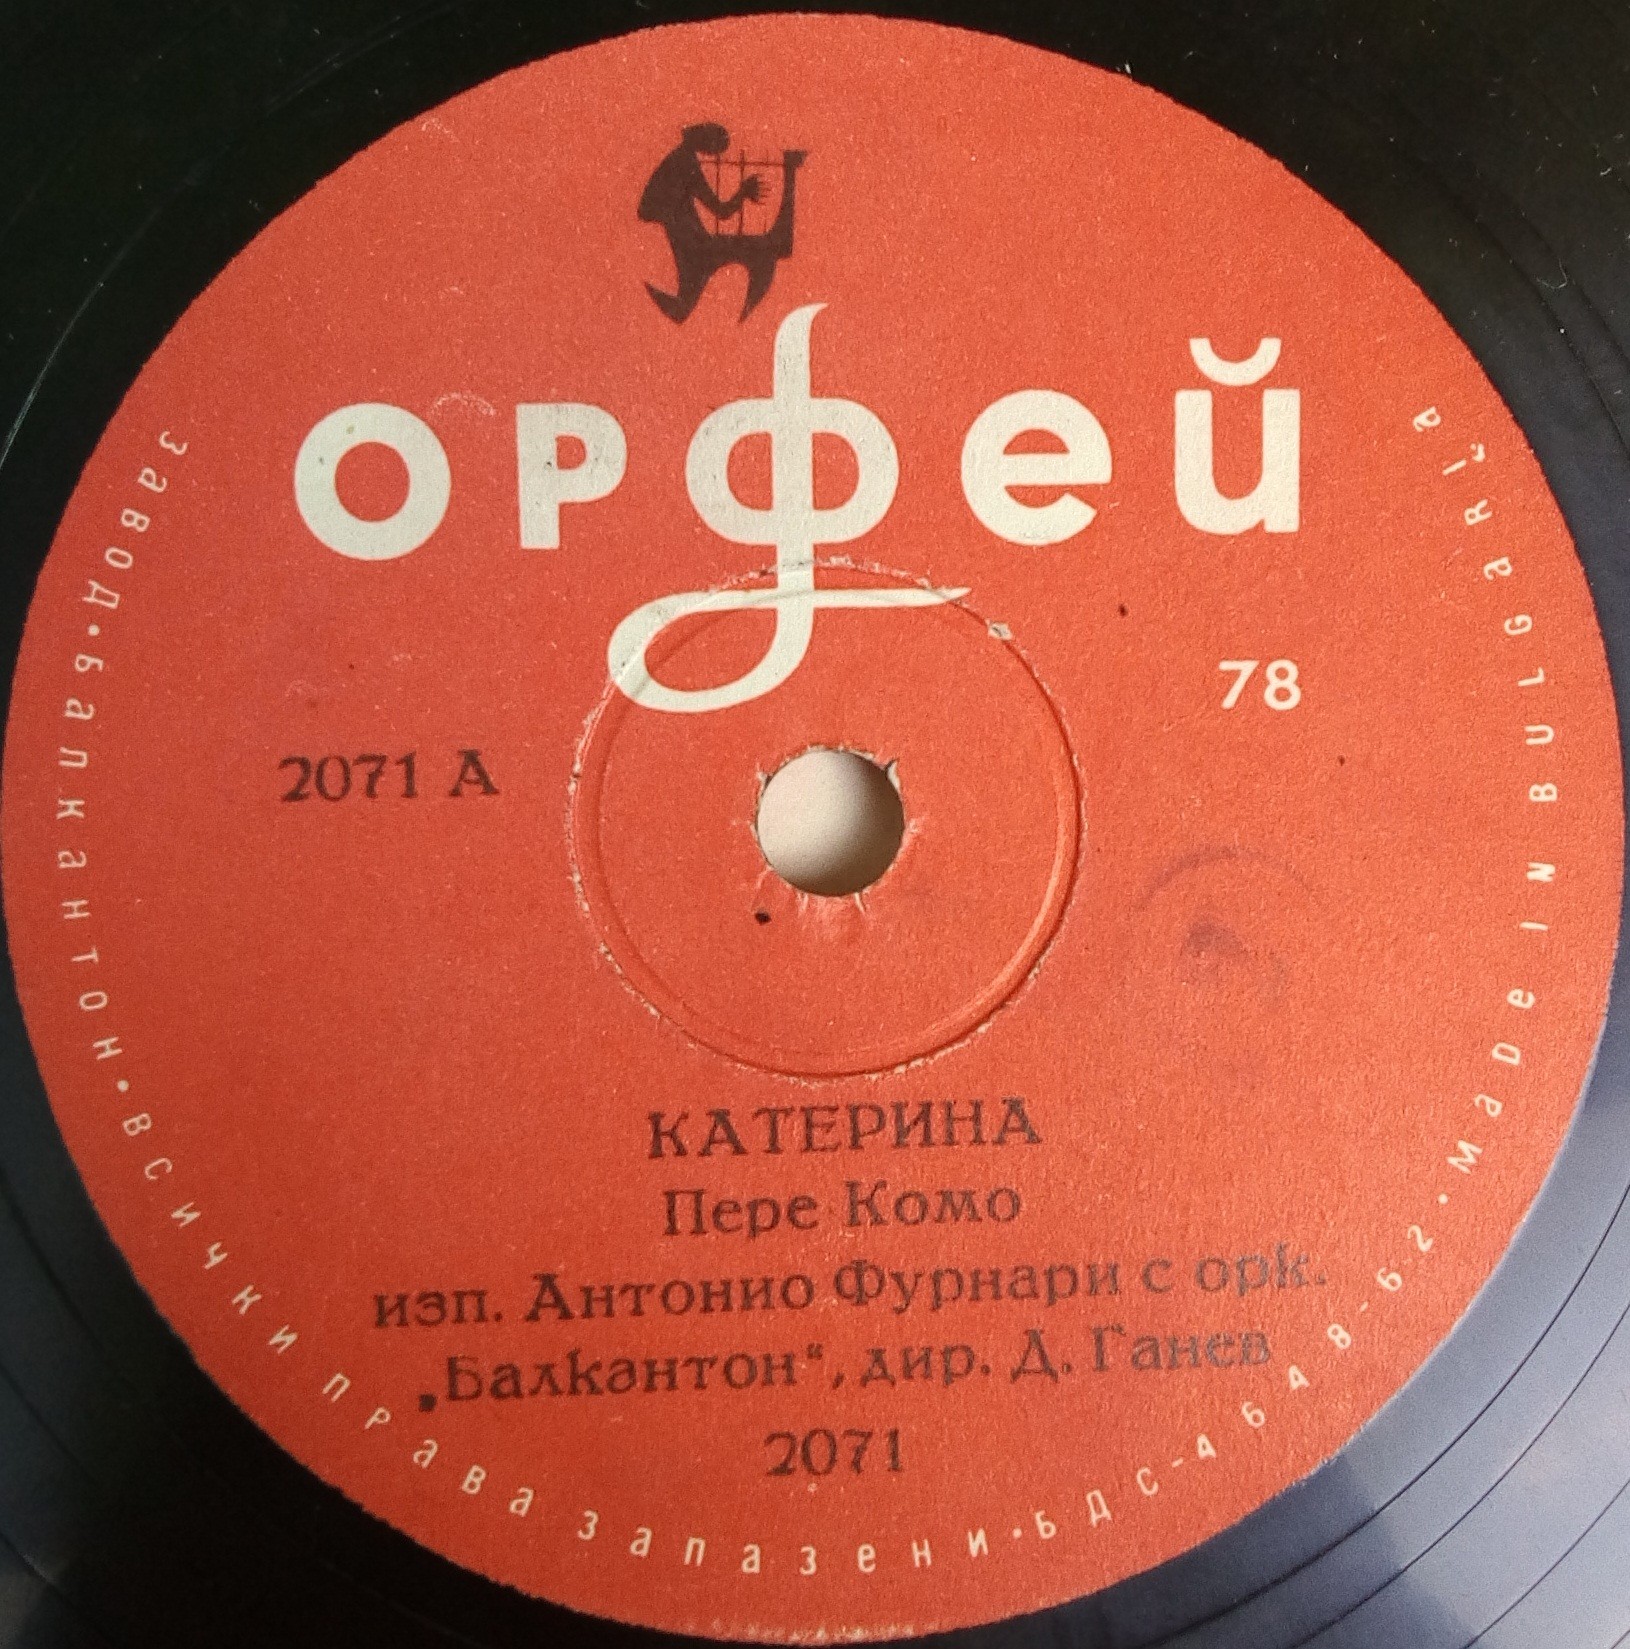 орфей
78
2071 А
КАТЕРИНА
Пере Комо
изп. Антонио Фурнари с орк.
„Балкантон“, дир. Д. Ганев
2071
завод·балкантон·всички права запазени·БДС-4648-62·made in Bulgaria